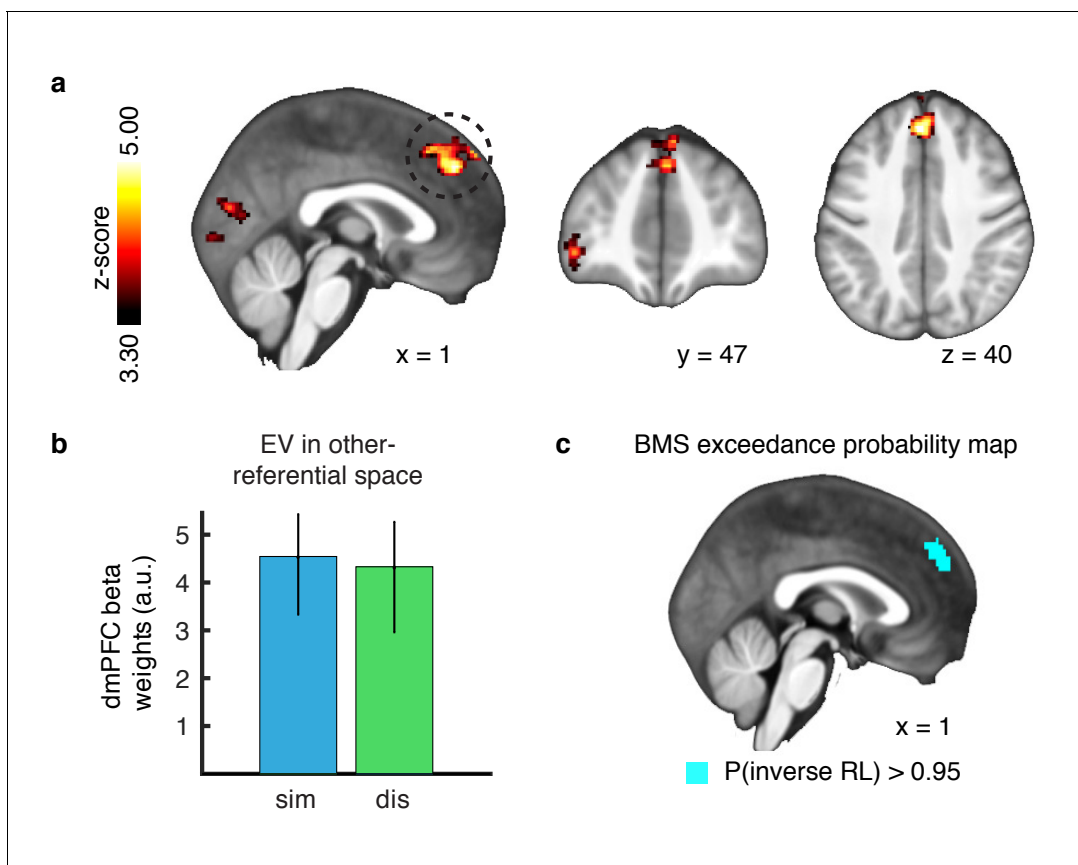 a
5.00
z-score
3.30
x = 1
y = 47
z = 40
b
EV in other-
referential space
dmPFC beta
weights (a.u.)
5
4
3
2
1
sim
dis
c
BMS exceedance probability map
x = 1
P(inverse RL) > 0.95